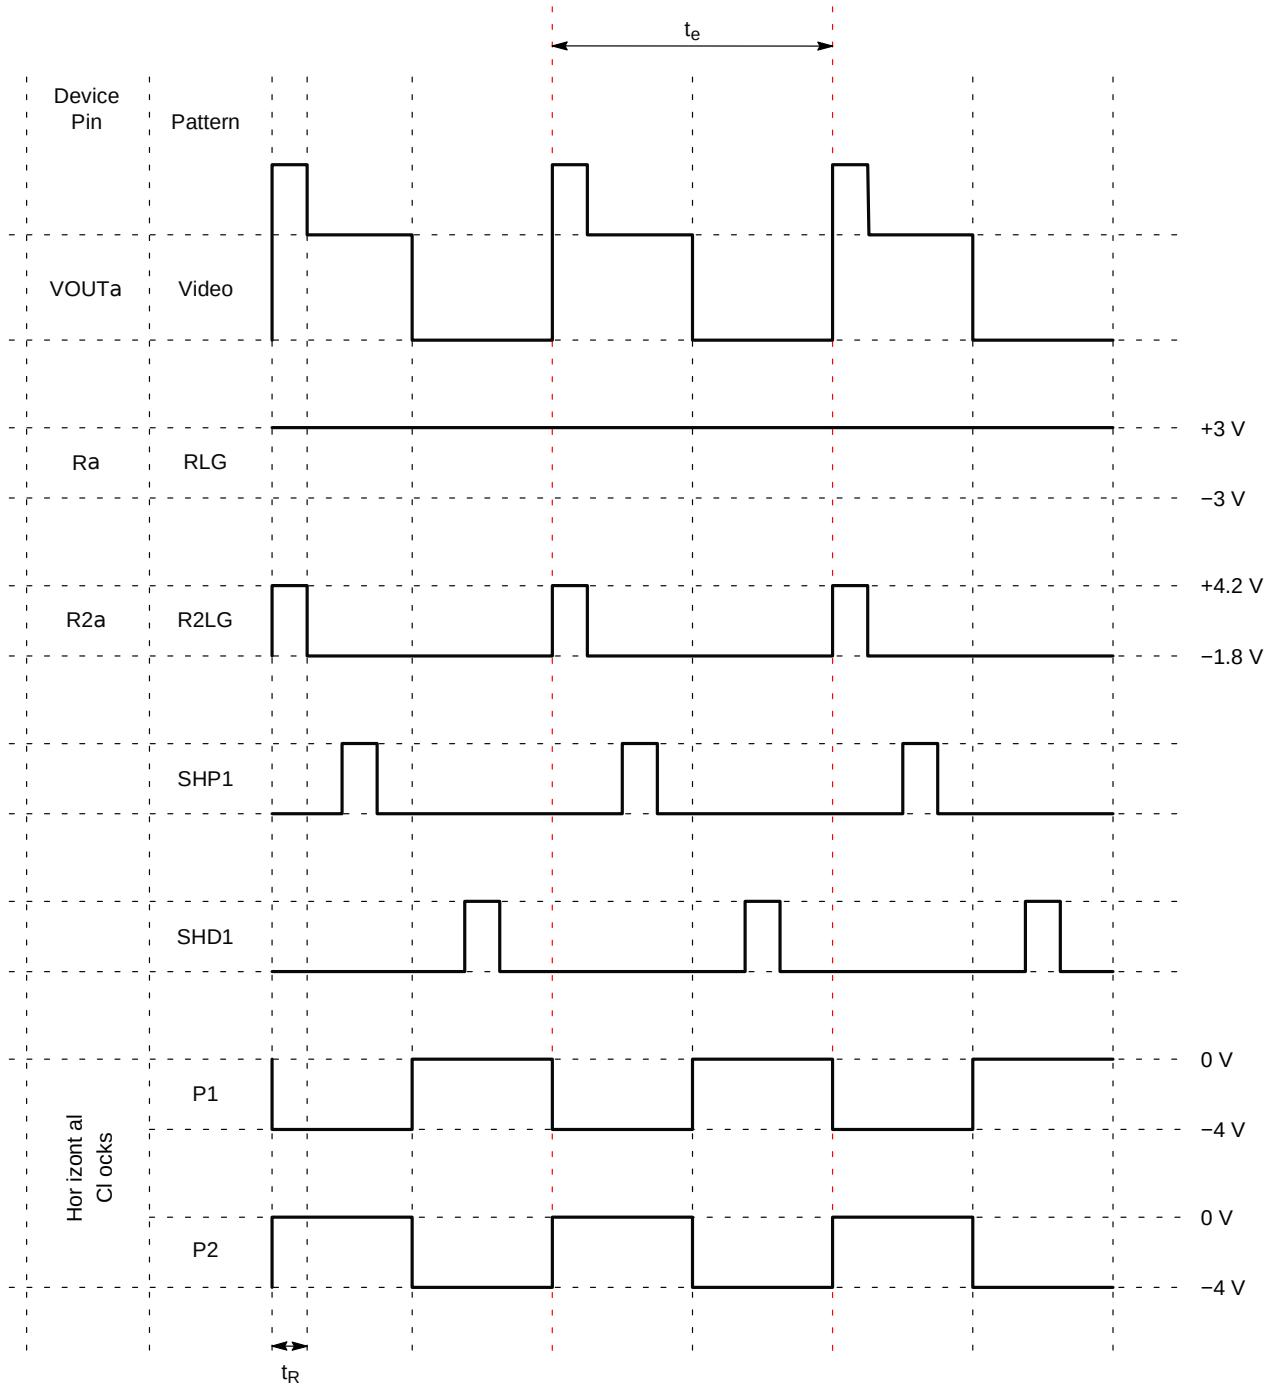 te
Device
Pin
Pattern
VOUTa
Video
+3 V
Ra
RLG
−3 V
+4.2 V
R2a
R2LG
−1.8 V
SHP1
SHD1
0 V
P1
−4 V
Hor izont al
Cl ocks
0 V
P2
−4 V
tR